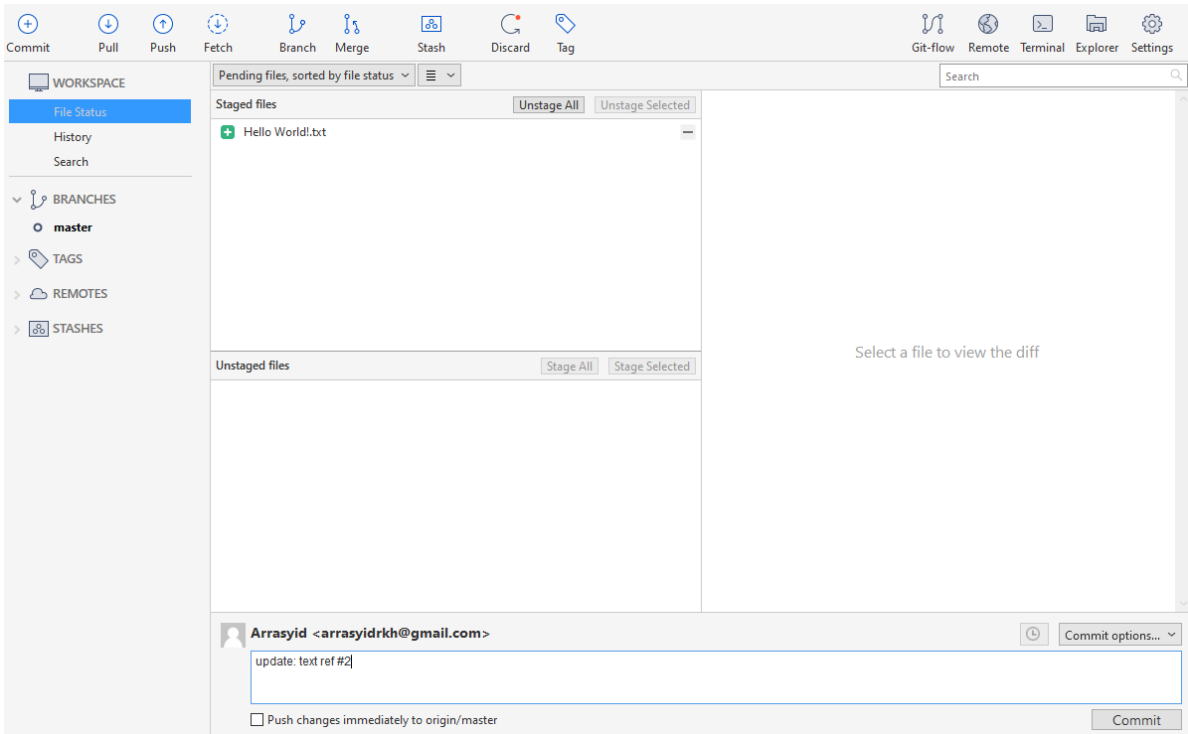 Commit Pull Push Fetch Branch Merge Stash Discard Tag Git-flow Remote Terminal Explorer Settings
WORKSPACE
File Status
History
Search
BRANCHES
master
TAGS
REMOTES
STASHES
Pending files, sorted by file status
Search
Staged files Unstage All Unstage Selected
Hello World!.txt
Unstaged files Stage All Stage Selected
Select a file to view the diff
Arrasyid <arrasyidrkh@gmail.com> Commit options...
update: text ref #2
Push changes immediately to origin/master Commit